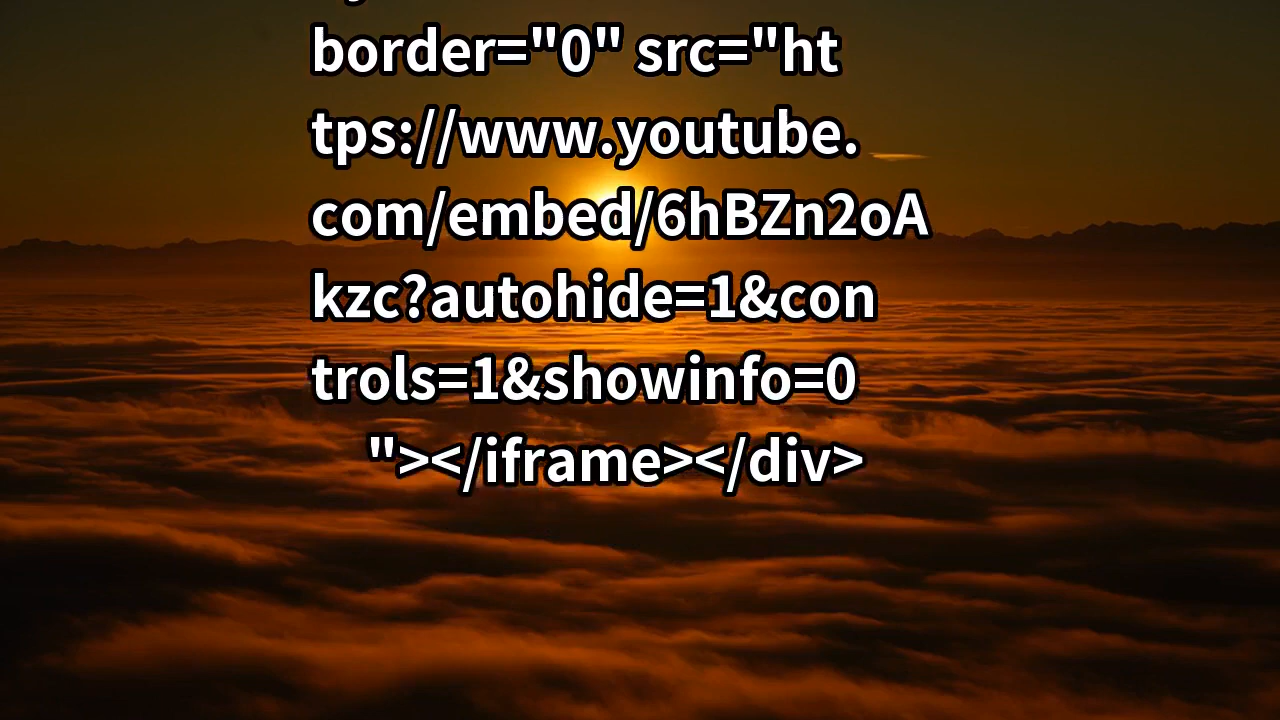 border="0" src="ht
tps://www.youtube.
com/embed/6hBZn2oA
kzc?autohide=1&con
trols=1&showinfo=0
"></iframe></div>